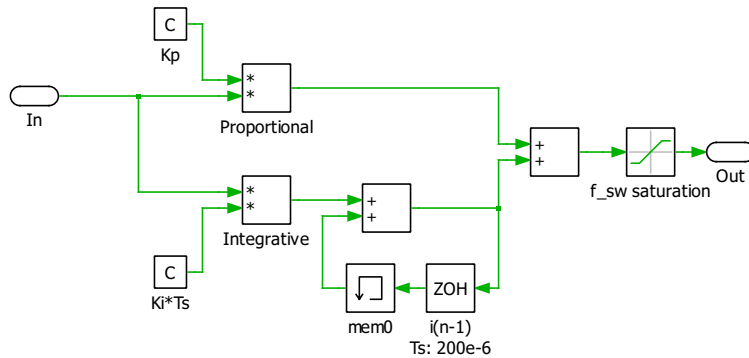 C
Kp
In
*
*
Proportional
+
+
f_sw saturation
Out
*
*
Integrative
+
+
C
Ki*Ts
mem0
ZOH
i(n-1)
Ts: 200e-6